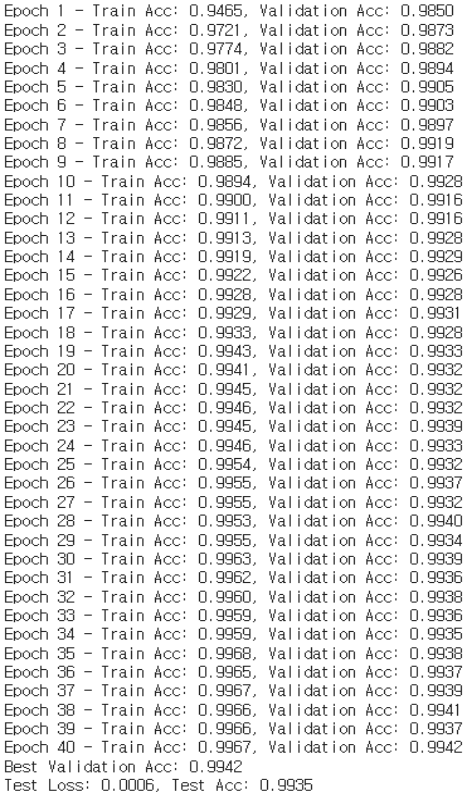 Epoch 1 - Train Acc: 0.9465, Validation Acc: 0.9850
Epoch 2 - Train Acc: 0.9721, Validation Acc: 0.9873
Epoch 3 - Train Acc: 0.9774, Validation Acc: 0.9882
Epoch 4 - Train Acc: 0.9801, Validation Acc: 0.9894
Epoch 5 - Train Acc: 0.9830, Validation Acc: 0.9905
Epoch 6 - Train Acc: 0.9848, Validation Acc: 0.9903
Epoch 7 - Train Acc: 0.9856, Validation Acc: 0.9897
Epoch 8 - Train Acc: 0.9872, Validation Acc: 0.9919
Epoch 9 - Train Acc: 0.9885, Validation Acc: 0.9917
Epoch 10 - Train Acc: 0.9894, Validation Acc: 0.9928
Epoch 11 - Train Acc: 0.9900, Validation Acc: 0.9916
Epoch 12 - Train Acc: 0.9911, Validation Acc: 0.9916
Epoch 13 - Train Acc: 0.9913, Validation Acc: 0.9928
Epoch 14 - Train Acc: 0.9919, Validation Acc: 0.9929
Epoch 15 - Train Acc: 0.9922, Validation Acc: 0.9926
Epoch 16 - Train Acc: 0.9928, Validation Acc: 0.9928
Epoch 17 - Train Acc: 0.9929, Validation Acc: 0.9931
Epoch 18 - Train Acc: 0.9933, Validation Acc: 0.9928
Epoch 19 - Train Acc: 0.9943, Validation Acc: 0.9933
Epoch 20 - Train Acc: 0.9941, Validation Acc: 0.9932
Epoch 21 - Train Acc: 0.9945, Validation Acc: 0.9932
Epoch 22 - Train Acc: 0.9946, Validation Acc: 0.9932
Epoch 23 - Train Acc: 0.9945, Validation Acc: 0.9939
Epoch 24 - Train Acc: 0.9946, Validation Acc: 0.9933
Epoch 25 - Train Acc: 0.9954, Validation Acc: 0.9932
Epoch 26 - Train Acc: 0.9955, Validation Acc: 0.9937
Epoch 27 - Train Acc: 0.9955, Validation Acc: 0.9932
Epoch 28 - Train Acc: 0.9953, Validation Acc: 0.9940
Epoch 29 - Train Acc: 0.9955, Validation Acc: 0.9934
Epoch 30 - Train Acc: 0.9963, Validation Acc: 0.9939
Epoch 31 - Train Acc: 0.9962, Validation Acc: 0.9936
Epoch 32 - Train Acc: 0.9960, Validation Acc: 0.9938
Epoch 33 - Train Acc: 0.9959, Validation Acc: 0.9936
Epoch 34 - Train Acc: 0.9959, Validation Acc: 0.9935
Epoch 35 - Train Acc: 0.9968, Validation Acc: 0.9938
Epoch 36 - Train Acc: 0.9965, Validation Acc: 0.9937
Epoch 37 - Train Acc: 0.9967, Validation Acc: 0.9939
Epoch 38 - Train Acc: 0.9966, Validation Acc: 0.9941
Epoch 39 - Train Acc: 0.9966, Validation Acc: 0.9937
Epoch 40 - Train Acc: 0.9967, Validation Acc: 0.9942
Best Validation Acc: 0.9942
Test Loss: 0.0006, Test Acc: 0.9935